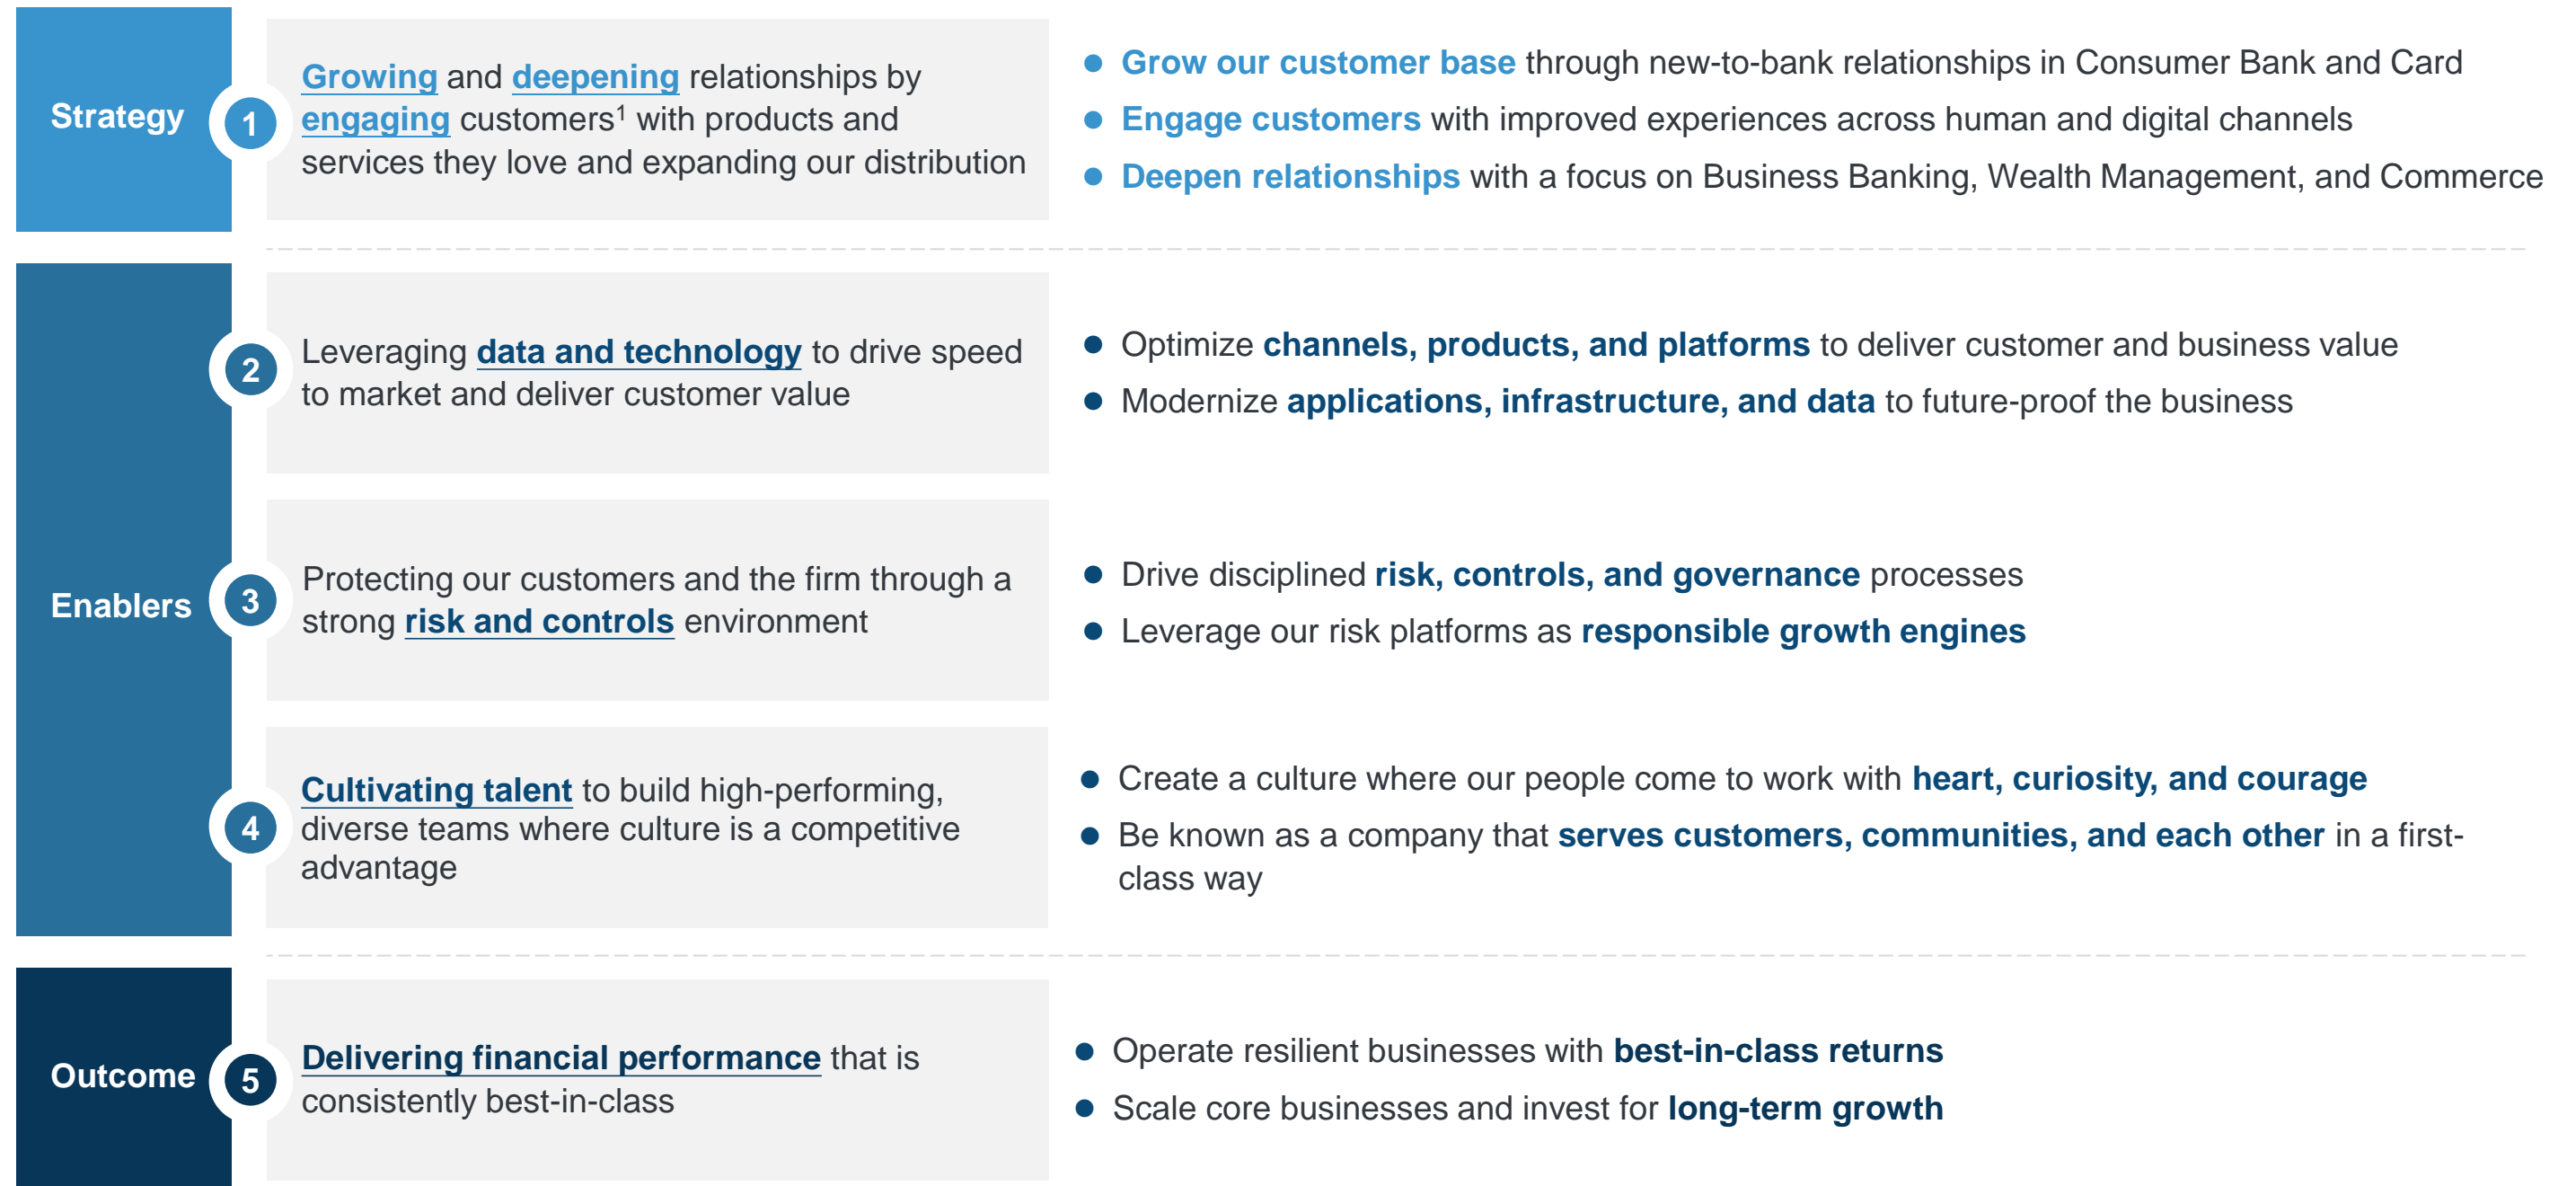 Strategy
1
Growing and deepening relationships by
engaging customers¹ with products and
services they love and expanding our distribution
● Grow our customer base through new-to-bank relationships in Consumer Bank and Card
● Engage customers with improved experiences across human and digital channels
● Deepen relationships with a focus on Business Banking, Wealth Management, and Commerce
Enablers
2
Leveraging data and technology to drive speed
to market and deliver customer value
● Optimize channels, products, and platforms to deliver customer and business value
● Modernize applications, infrastructure, and data to future-proof the business
3
Protecting our customers and the firm through a
strong risk and controls environment
● Drive disciplined risk, controls, and governance processes
● Leverage our risk platforms as responsible growth engines
4
Cultivating talent to build high-performing,
diverse teams where culture is a competitive
advantage
● Create a culture where our people come to work with heart, curiosity, and courage
● Be known as a company that serves customers, communities, and each other in a first-
class way
Outcome
5
Delivering financial performance that is
consistently best-in-class
● Operate resilient businesses with best-in-class returns
● Scale core businesses and invest for long-term growth